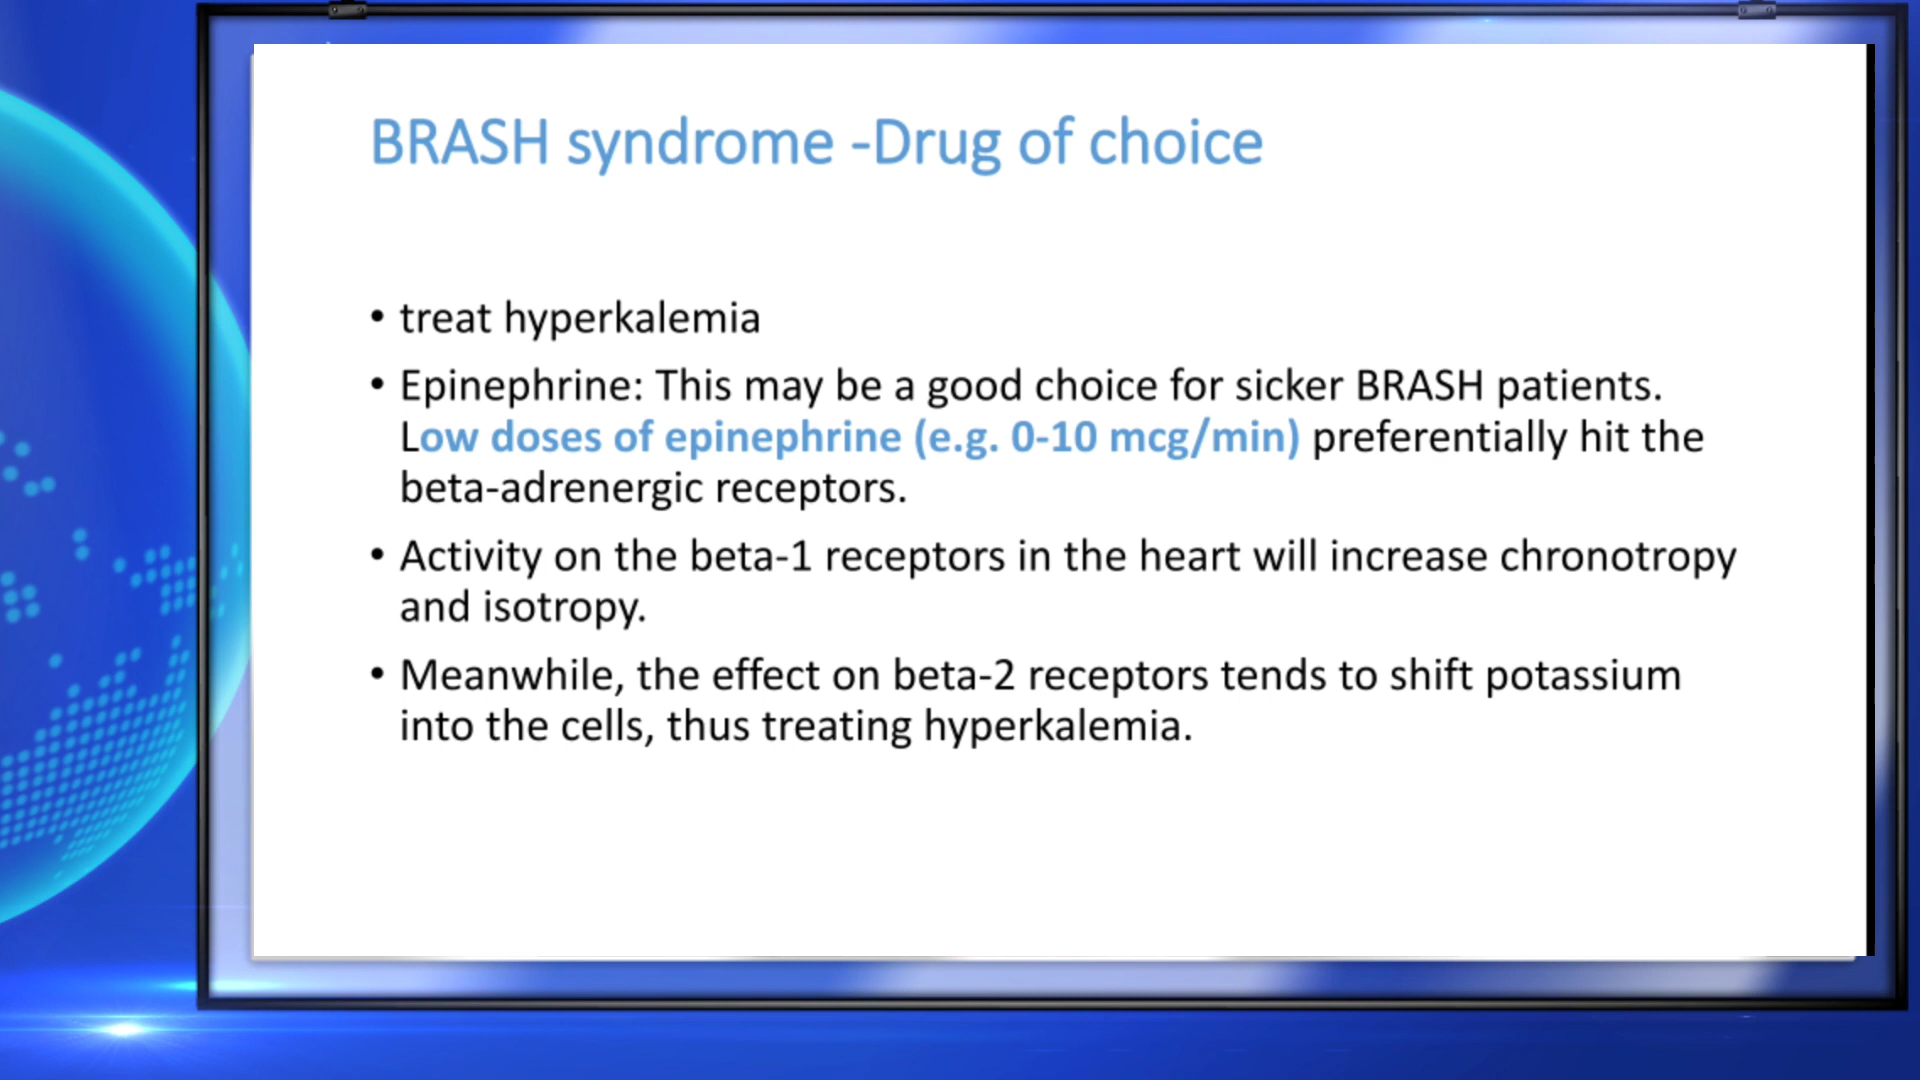 BRASH syndrome -Drug of choice
• treat hyperkalemia
• Epinephrine: This may be a good choice for sicker BRASH patients.
Low doses of epinephrine (e.g. 0-10 mcg/min) preferentially hit the
beta-adrenergic receptors.
• Activity on the beta-1 receptors in the heart will increase chronotropy
and isotropy.
• Meanwhile, the effect on beta-2 receptors tends to shift potassium
into the cells, thus treating hyperkalemia.